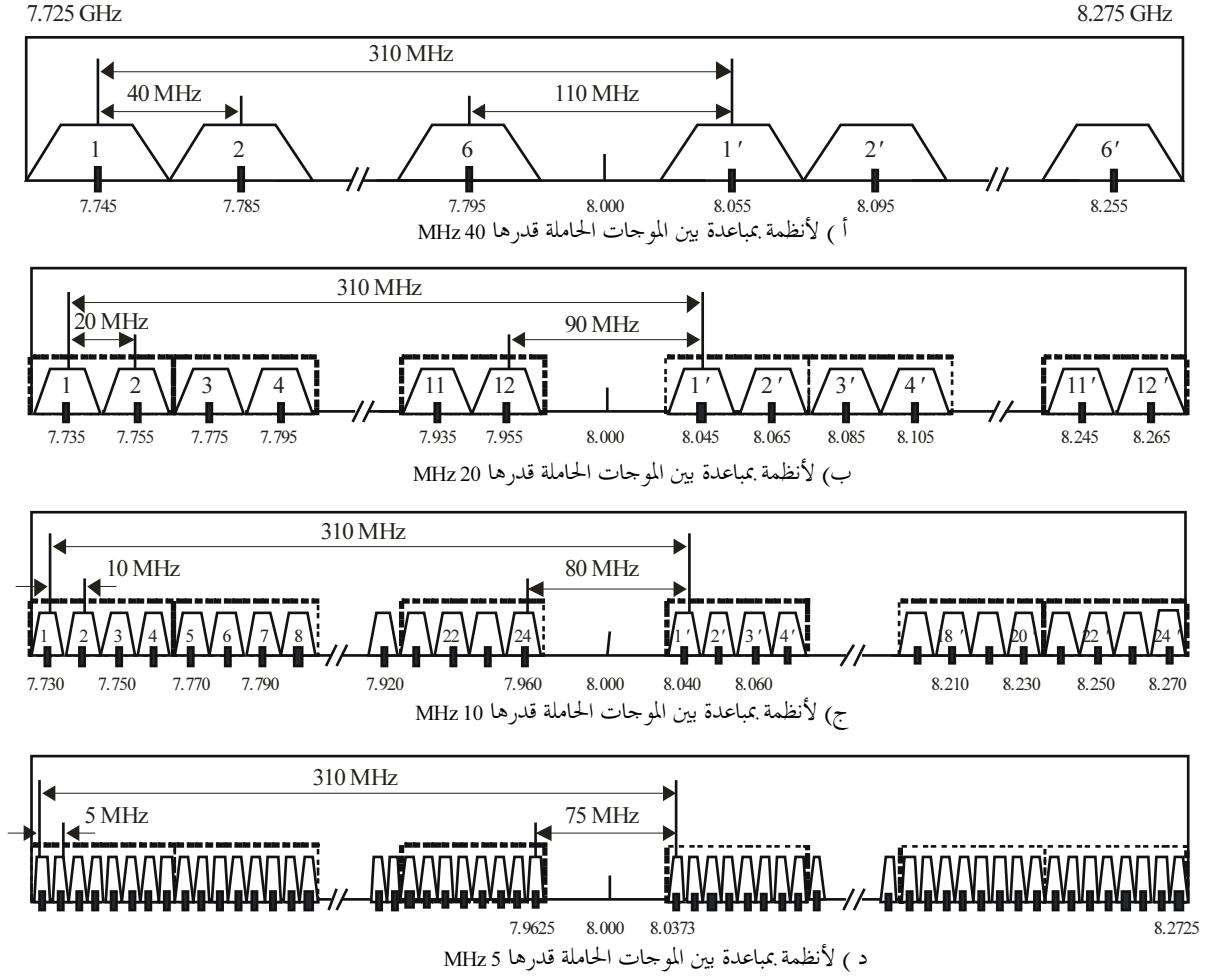 7.725 GHz 8.275 GHz
310 MHz
40 MHz 110 MHz
1 2 6 1′ 2′ 6′
7.745 7.785 7.795 8.000 8.055 8.095 8.255
أ ) لأنظمة بمباعدة بين الموجات الحاملة قدرها 40 MHz
310 MHz
20 MHz 90 MHz
1 2 3 4 11 12 1′ 2′ 3′ 4′ 11′ 12′
7.735 7.755 7.775 7.795 7.935 7.955 8.000 8.045 8.065 8.085 8.105 8.245 8.265
ب) لأنظمة بمباعدة بين الموجات الحاملة قدرها 20 MHz
310 MHz
10 MHz 80 MHz
1 2 3 4 5 6 7 8 22 24 1′ 2′ 3′ 4′ 18′ 20′ 22′ 24′
7.730 7.750 7.770 7.790 7.920 7.960 8.000 8.040 8.060 8.210 8.230 8.250 8.270
ج) لأنظمة بمباعدة بين الموجات الحاملة قدرها 10 MHz
310 MHz
5 MHz 75 MHz
7.9625 8.000 8.0373 8.2725
د ) لأنظمة بمباعدة بين الموجات الحاملة قدرها 5 MHz